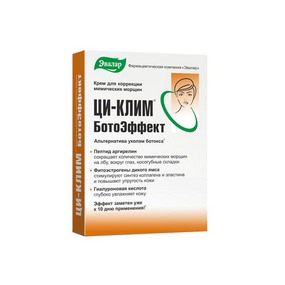 Эвалар
Фармацевтическая компания «Эвалар»
Крем для коррекции
мимических морщин
ЦИ-КЛИМ®
БотоЭффект
Альтернатива уколам ботокса
• Пептид аргирелин
сокращает количество мимических морщин
на лбу, вокруг глаз, носогубных складок
• Фитоэстрогены дикого ямса
стимулируют синтез коллагена и эластина
и повышают упругость кожи
• Гиалуроновая кислота
глубоко увлажняет кожу
Эффект заметен уже
к 10 дню применения!